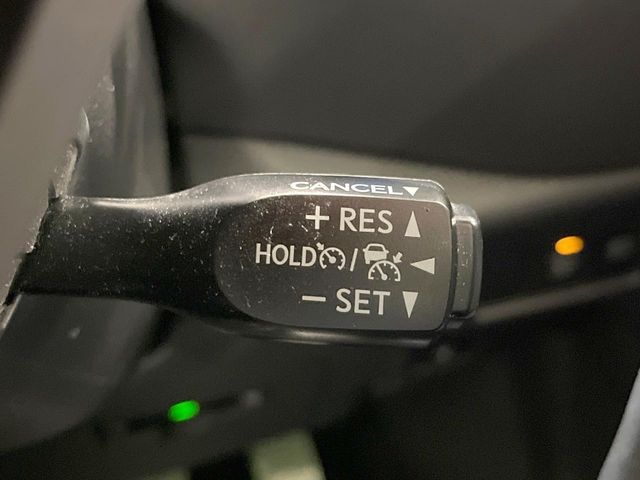 CANCEL▼
+ RES ▲
HOLD / ◀
− SET ▼